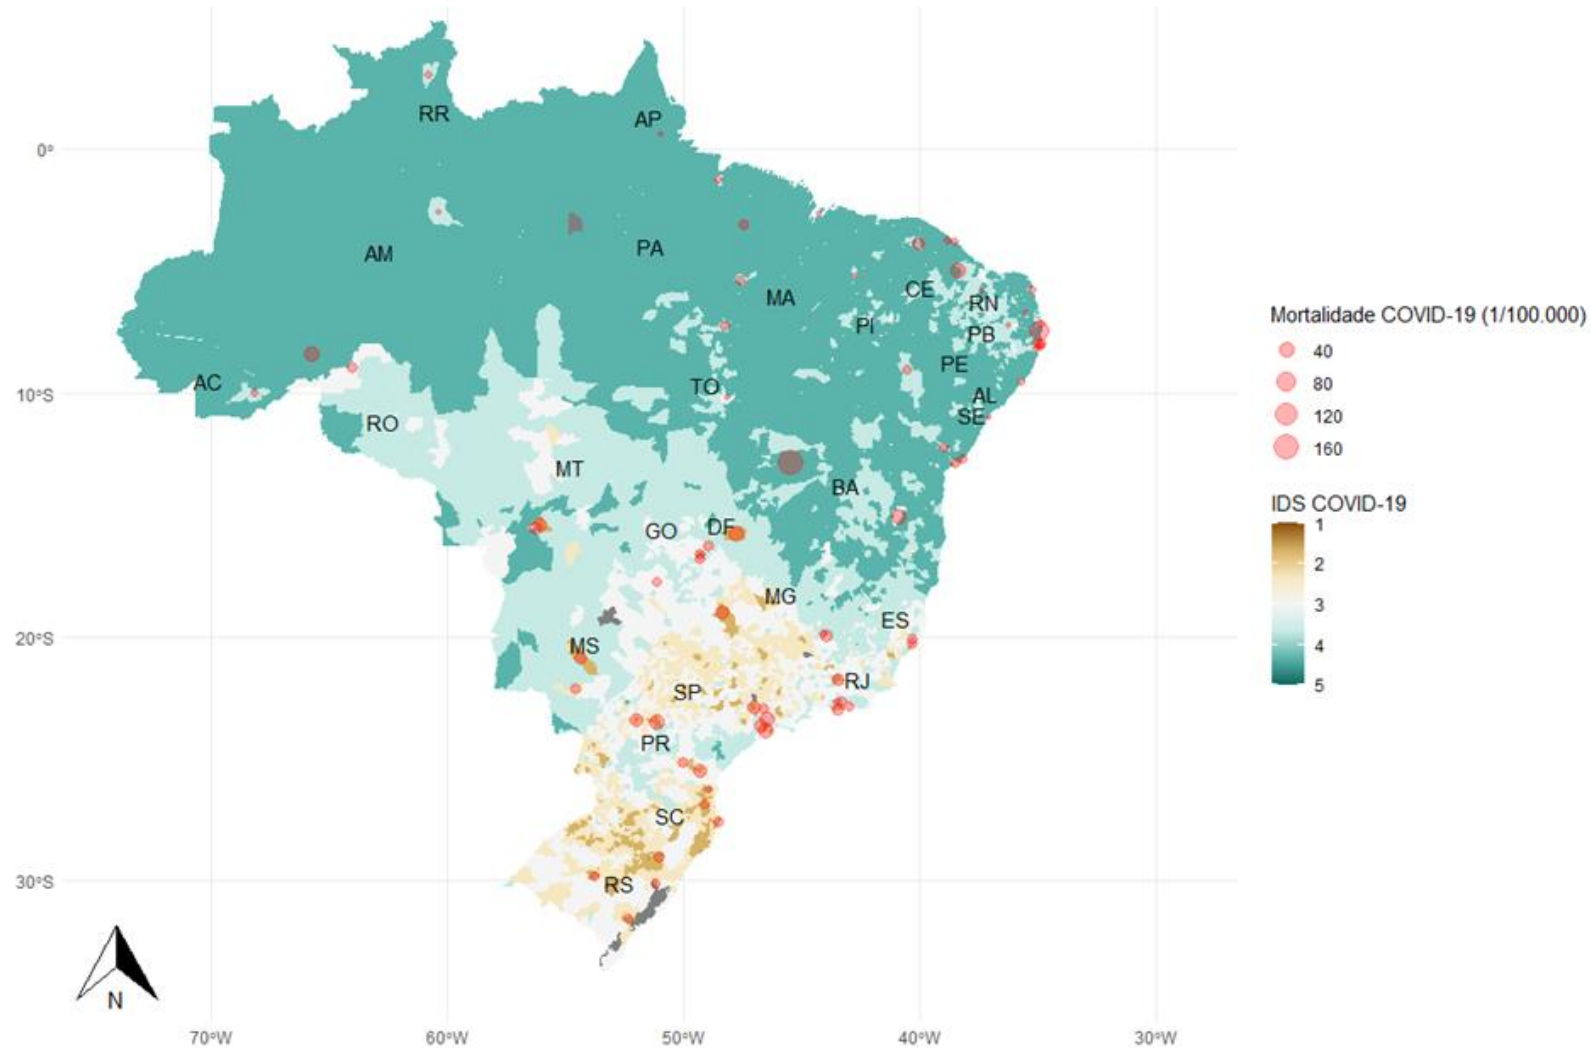 RR
AP
0°
AM
PA
MA
CE
RN
PI
PB
PE
AC
TO
AL
10°S
SE
RO
MT
BA
GO
DF
MG
ES
20°S
MS
RJ
SP
PR
SC
30°S
RS
N
70°W
60°W
50°W
40°W
30°W
Mortalidade COVID-19 (1/100.000)
40
80
120
160
IDS COVID-19
1
2
3
4
5